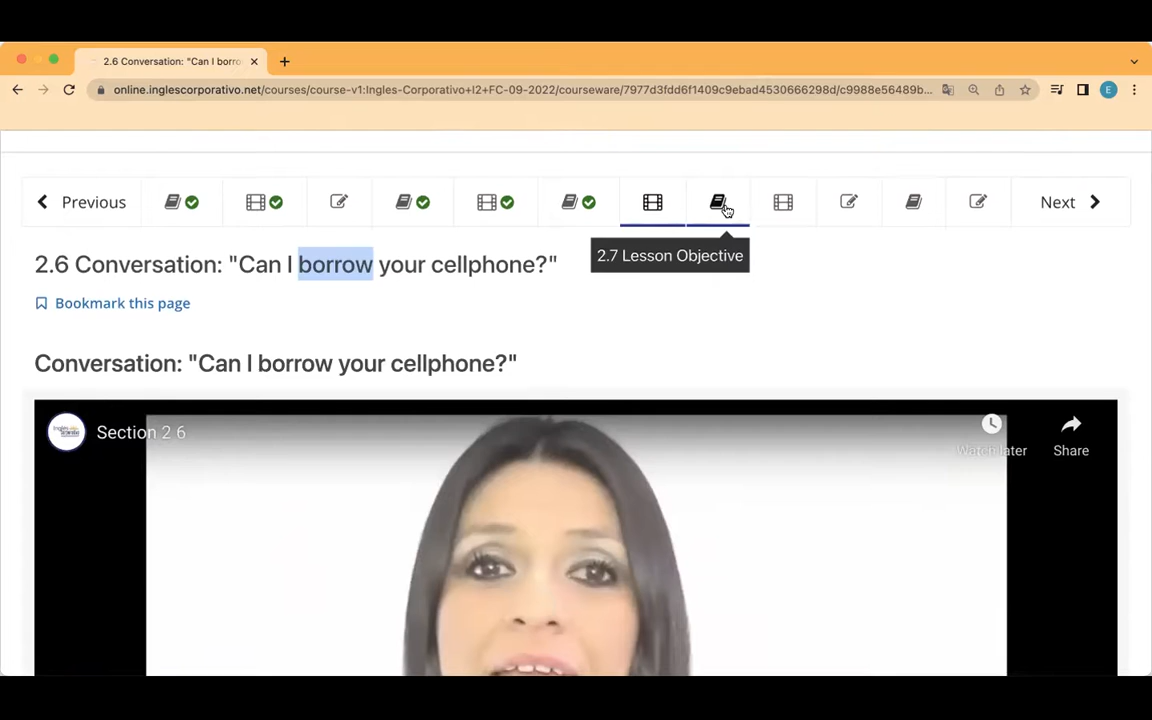 2.6 Conversation: "Can I borro
E
online.inglescorporativo.net/courses/course-v1:Ingles-Corporativo+I2+FC-09-2022/courseware/7977d3fdd6f1409c9ebad4530666298d/c9988e56489b...
Previous
Next
2.7 Lesson Objective
2.6 Conversation: "Can I borrow your cellphone?"
Bookmark this page
Conversation: "Can I borrow your cellphone?"
Section 2 6
Watch later
Share